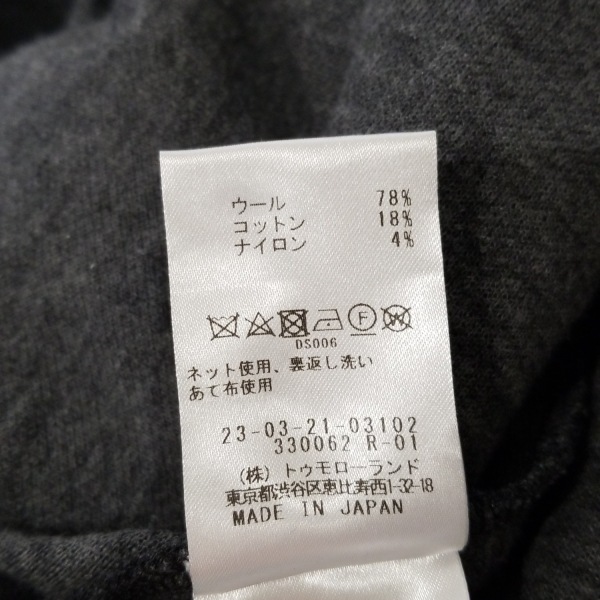 ウール 78%
コットン 18%
ナイロン 4%
F W
DS006
ネット使用、裏返し洗い
あて布使用
23-03-21-03102
330062 R-01
(株) トゥモローランド
東京都渋谷区恵比寿西1-32-18
MADE IN JAPAN